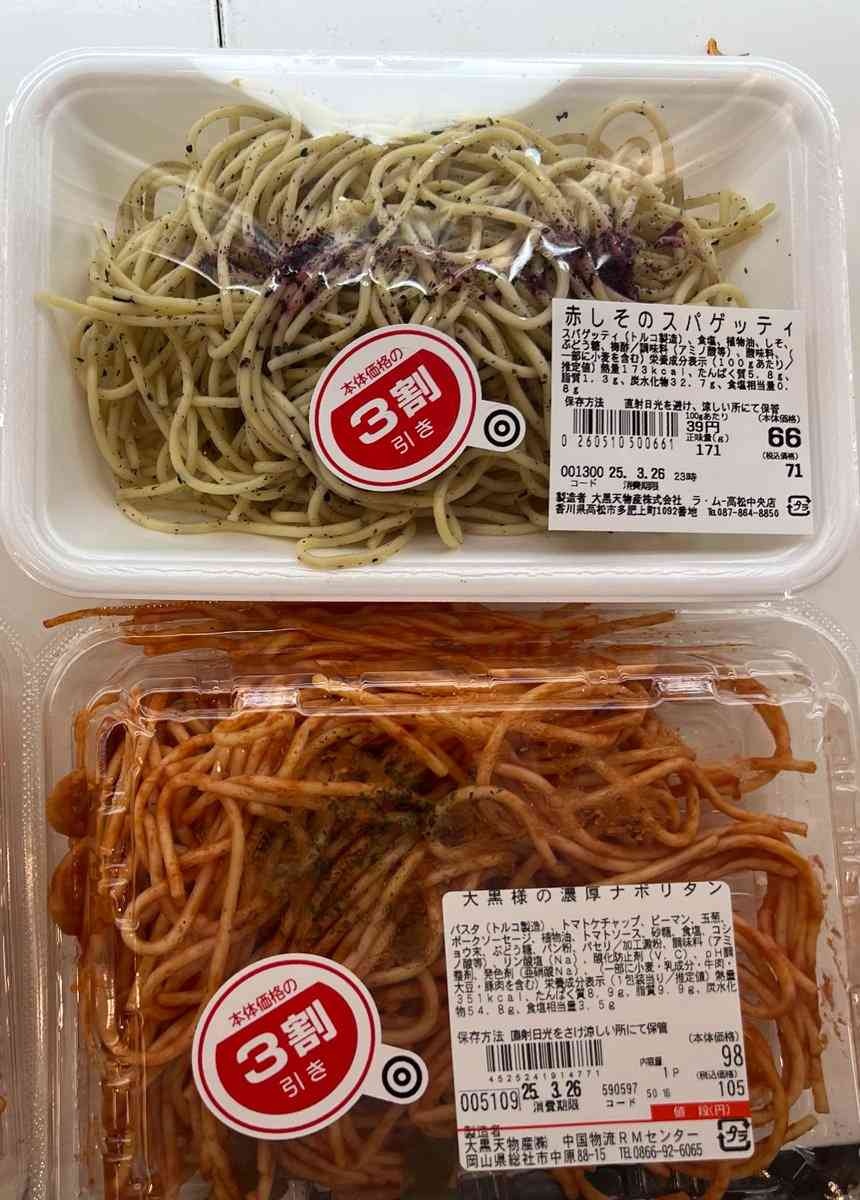 赤しそのスパゲッティ
スパゲッティ(トルコ製造)、食塩、植物油、しそ、
ぶどう糖、梅酢/調味料(アミノ酸等)、酸味料、
一部に小麦を含む)栄養成分表示(100gあたり/
推定値)熱量173kcal、たんぱく質5.8g、
脂質1.3g、炭水化物32.7g、食塩相当量0.
8g
保存方法 直射日光を避け、涼しい所にて保管
100gあたり (本体価格)
39円 66
正味量(g) (税込価格)
0 260510 500661 171 71
001300 25. 3.26 23時
コード 消費期限
製造者 大黒天物産株式会社 ラ・ムー高松中央店
香川県高松市多肥上町1092番地 ℡087-864-8850
プラ
本体価格の
3割
引き
大黒様の濃厚ナポリタン
パスタ(トルコ製造)、トマトケチャップ、ピーマン、玉葱、
ポークソーセージ、植物油、トマトソース、砂糖、食塩、コシ
ョウ末、ぶどう糖、パン粉、パセリ/加工澱粉、調味料(アミ
ノ酸等)、リン酸塩(Na)、酸化防止剤(V.C)、pH調
整剤、発色剤(亜硝酸Na)、(一部に小麦・乳成分・牛肉・
大豆・豚肉を含む)栄養成分表示(1包装当り/推定値)熱量
351kcal、たんぱく質8.9g、脂質9.9g、炭水化
物54.8g、食塩相当量3.5g
保存方法 直射日光をさけ涼しい所にて保管
(本体価格)
内容量 98
4525241914771 1P (税込価格)
005109 25. 3.26 590597 50 16 105
消費期限 コード 値 段(円)
製造者
大黒天物産㈱ 中国物流RMセンター
岡山県総社市中原88-15 TEL0866-92-6065
プラ
本体価格の
3割
引き